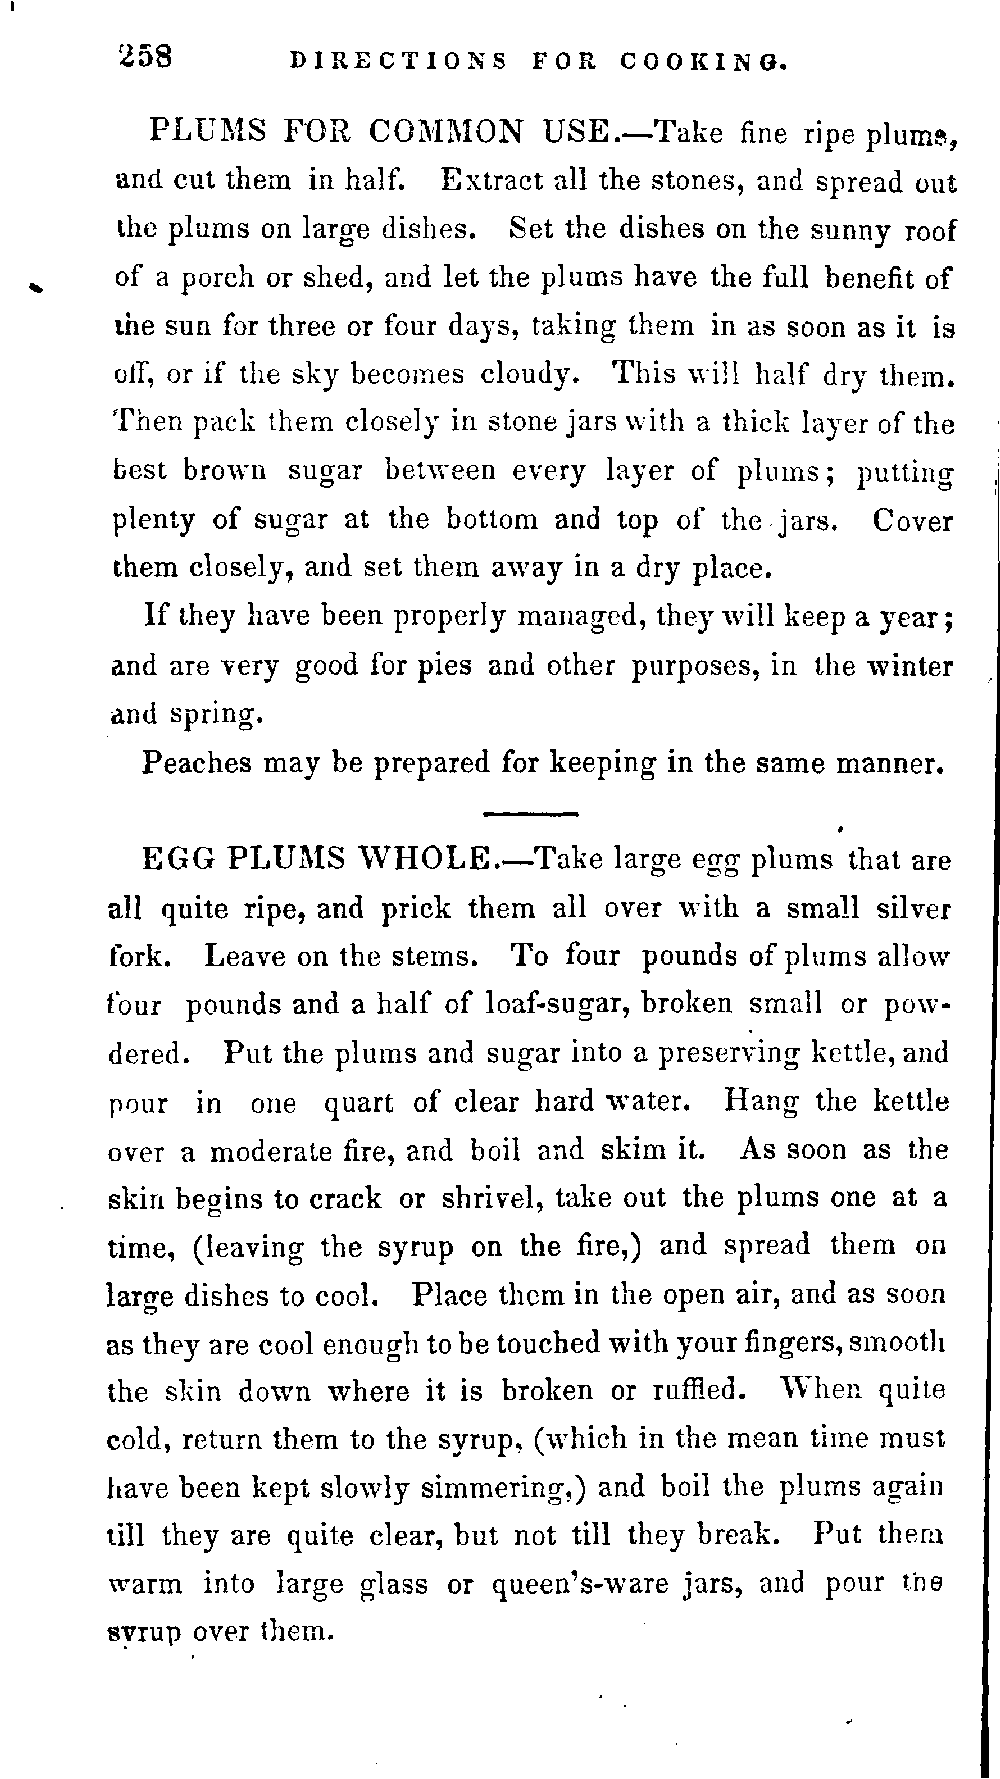 258 DIRECTIONS FOR COOKING.
PLUMS FOR COMMON USE.—Take fine ripe plums,
and cut them in half. Extract all the stones, and spread out
the plums on large dishes. Set the dishes on the sunny roof
of a porch or shed, and let the plums have the full benefit of
the sun for three or four days, taking them in as soon as it is
off, or if the sky becomes cloudy. This will half dry them.
Then pack them closely in stone jars with a thick layer of the
best brown sugar between every layer of plums; putting
plenty of sugar at the bottom and top of the jars. Cover
them closely, and set them away in a dry place.
If they have been properly managed, they will keep a year;
and are very good for pies and other purposes, in the winter
and spring.
Peaches may be prepared for keeping in the same manner.
EGG PLUMS WHOLE.—Take large egg plums that are
all quite ripe, and prick them all over with a small silver
fork. Leave on the stems. To four pounds of plums allow
four pounds and a half of loaf-sugar, broken small or pow-
dered. Put the plums and sugar into a preserving kettle, and
pour in one quart of clear hard water. Hang the kettle
over a moderate fire, and boil and skim it. As soon as the
skin begins to crack or shrivel, take out the plums one at a
time, (leaving the syrup on the fire,) and spread them on
large dishes to cool. Place them in the open air, and as soon
as they are cool enough to be touched with your fingers, smooth
the skin down where it is broken or ruffled. When quite
cold, return them to the syrup, (which in the mean time must
have been kept slowly simmering,) and boil the plums again
till they are quite clear, but not till they break. Put them
warm into large glass or queen's-ware jars, and pour the
syrup over them.